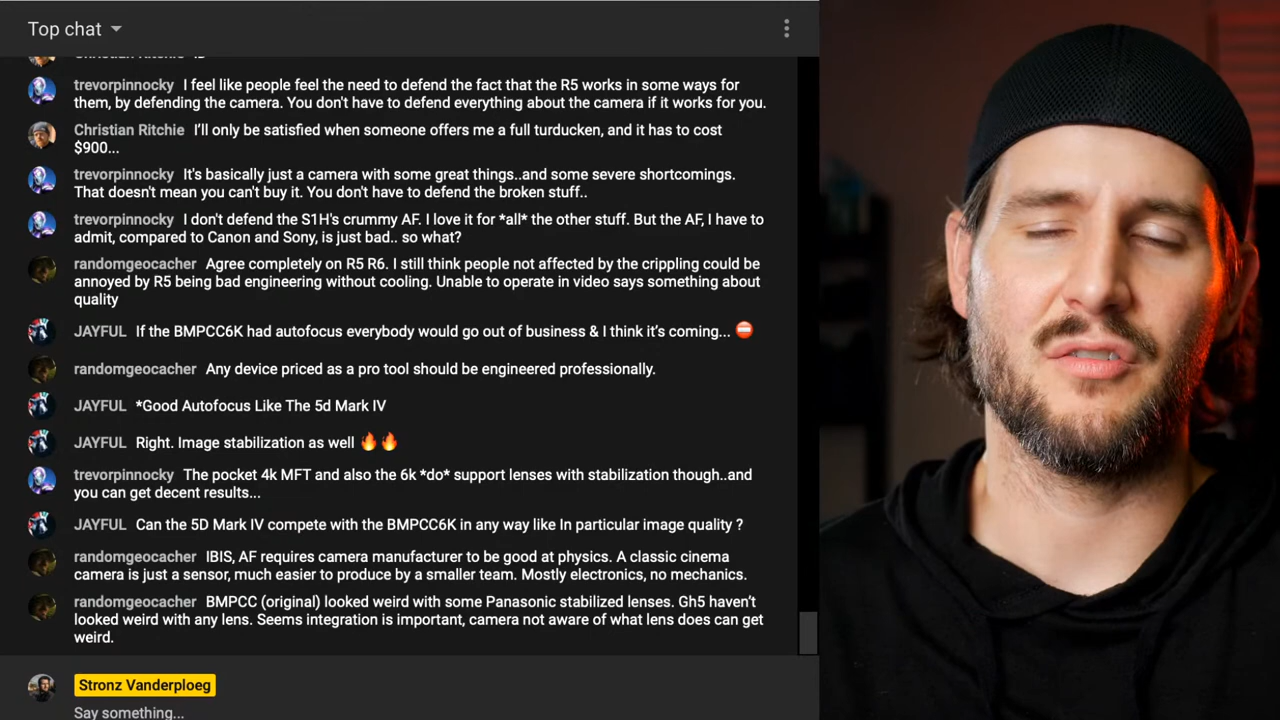 Top chat
Christian Ritchie
trevorpinnocky I feel like people feel the need to defend the fact that the R5 works in some ways for
them, by defending the camera. You don't have to defend everything about the camera if it works for you.
Christian Ritchie I'll only be satisfied when someone offers me a full turducken, and it has to cost
$900...
trevorpinnocky It's basically just a camera with some great things..and some severe shortcomings.
That doesn't mean you can't buy it. You don't have to defend the broken stuff..
trevorpinnocky I don't defend the S1H's crummy AF. I love it for *all* the other stuff. But the AF, I have to
admit, compared to Canon and Sony, is just bad.. so what?
randomgeocacher Agree completely on R5 R6. I still think people not affected by the crippling could be
annoyed by R5 being bad engineering without cooling. Unable to operate in video says something about
quality
JAYFUL If the BMPCC6K had autofocus everybody would go out of business & I think it's coming... ⛔
randomgeocacher Any device priced as a pro tool should be engineered professionally.
JAYFUL *Good Autofocus Like The 5d Mark IV
JAYFUL Right. Image stabilization as well 🔥🔥
trevorpinnocky The pocket 4k MFT and also the 6k *do* support lenses with stabilization though..and
you can get decent results...
JAYFUL Can the 5D Mark IV compete with the BMPCC6K in any way like In particular image quality ?
randomgeocacher IBIS, AF requires camera manufacturer to be good at physics. A classic cinema
camera is just a sensor, much easier to produce by a smaller team. Mostly electronics, no mechanics.
randomgeocacher BMPCC (original) looked weird with some Panasonic stabilized lenses. Gh5 haven't
looked weird with any lens. Seems integration is important, camera not aware of what lens does can get
weird.
Stronz Vanderploeg
Say something...